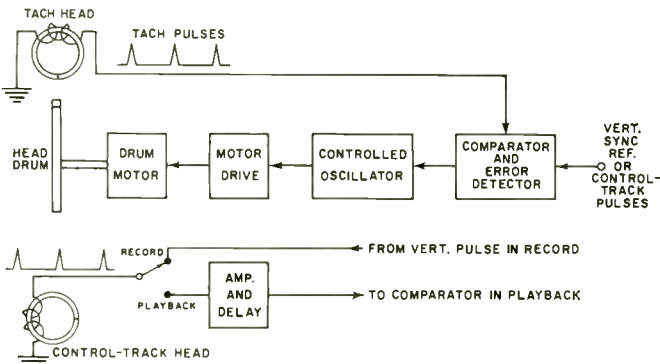 TACH HEAD
TACH PULSES
HEAD
DRUM
DRUM
MOTOR
MOTOR
DRIVE
CONTROLLED
OSCILLATOR
COMPARATOR
AND
ERROR
DETECTOR
VERT.
SYNC
REF.
OR
CONTROL-
TRACK
PULSES
RECORD
FROM VERT. PULSE IN RECORD
PLAYBACK
AMP.
AND
DELAY
TO COMPARATOR IN PLAYBACK
CONTROL-TRACK HEAD